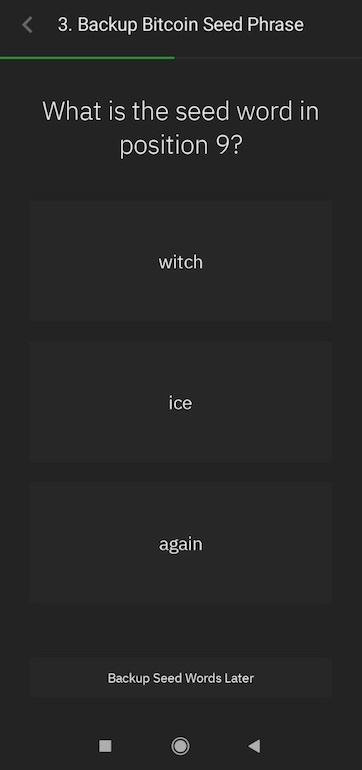 3. Backup Bitcoin Seed Phrase
What is the seed word in
position 9?
witch
ice
again
Backup Seed Words Later